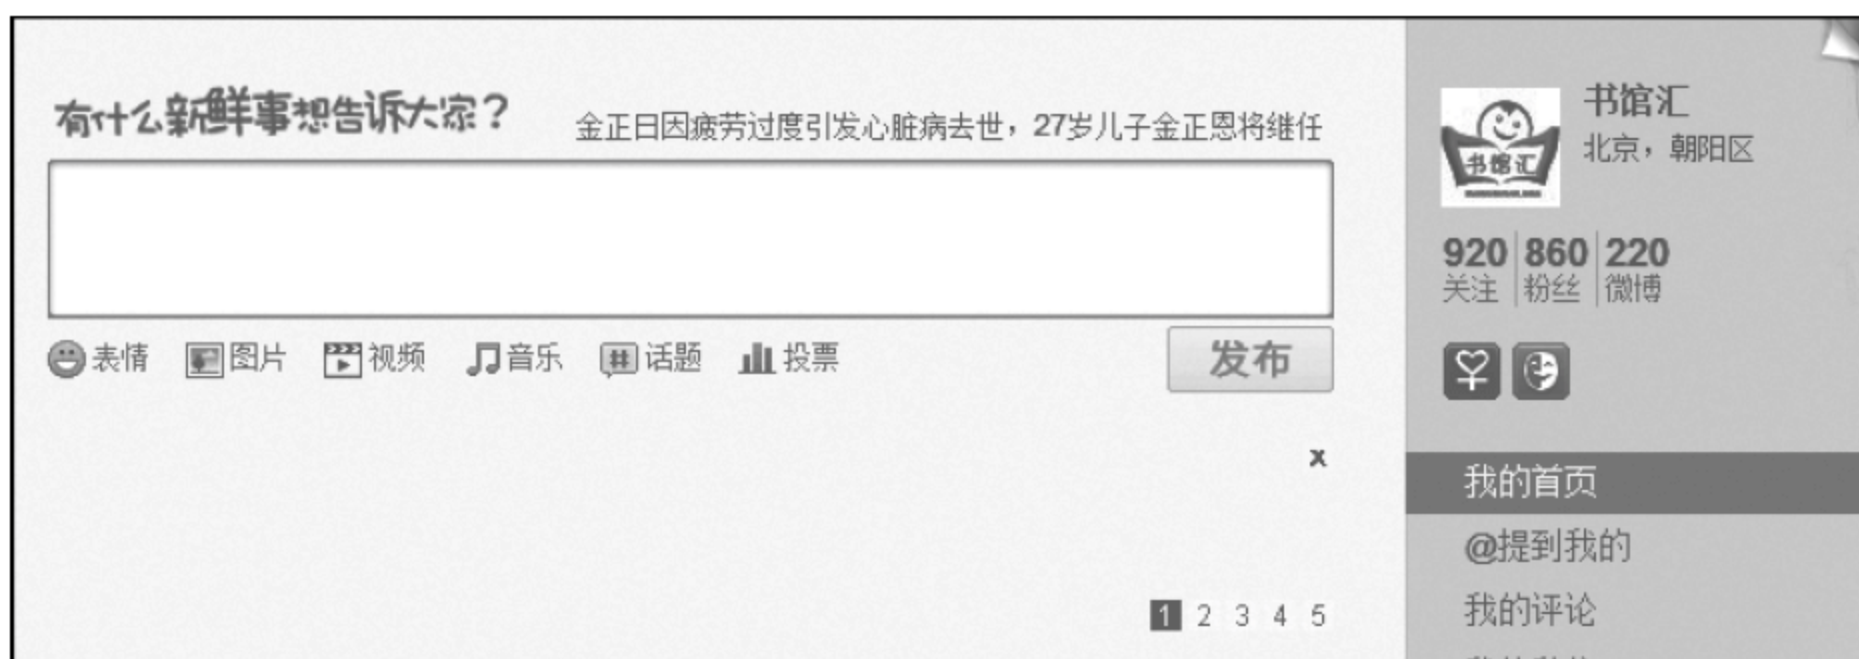 有什么新鲜事想告诉大家？
金正日因疲劳过度引发心脏病去世，27岁儿子金正恩将继任
表情 图片 视频 音乐 话题 投票
发布
x
1 2 3 4 5
书馆汇
书馆汇
北京，朝阳区
920 860 220
关注 粉丝 微博
我的首页
@提到我的
我的评论